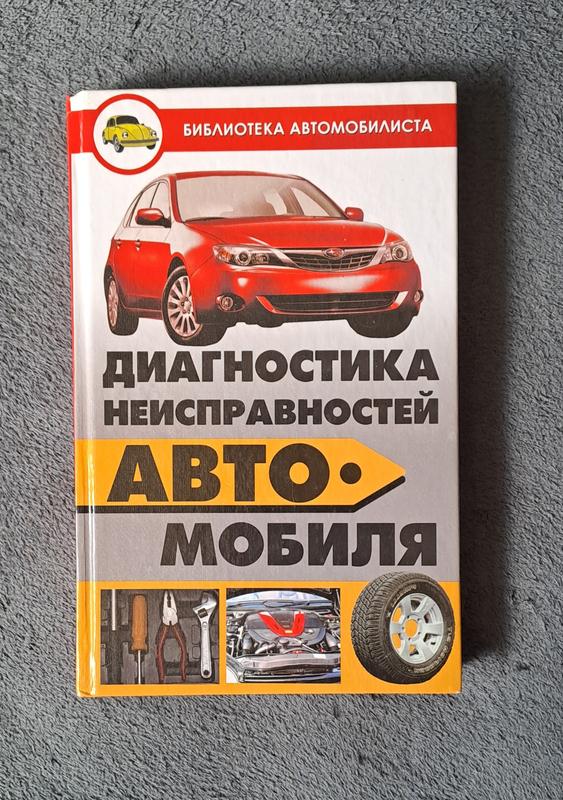 БИБЛИОТЕКА АВТОМОБИЛИСТА
ДИАГНОСТИКА
НЕИСПРАВНОСТЕЙ
АВТО•
МОБИЛЯ